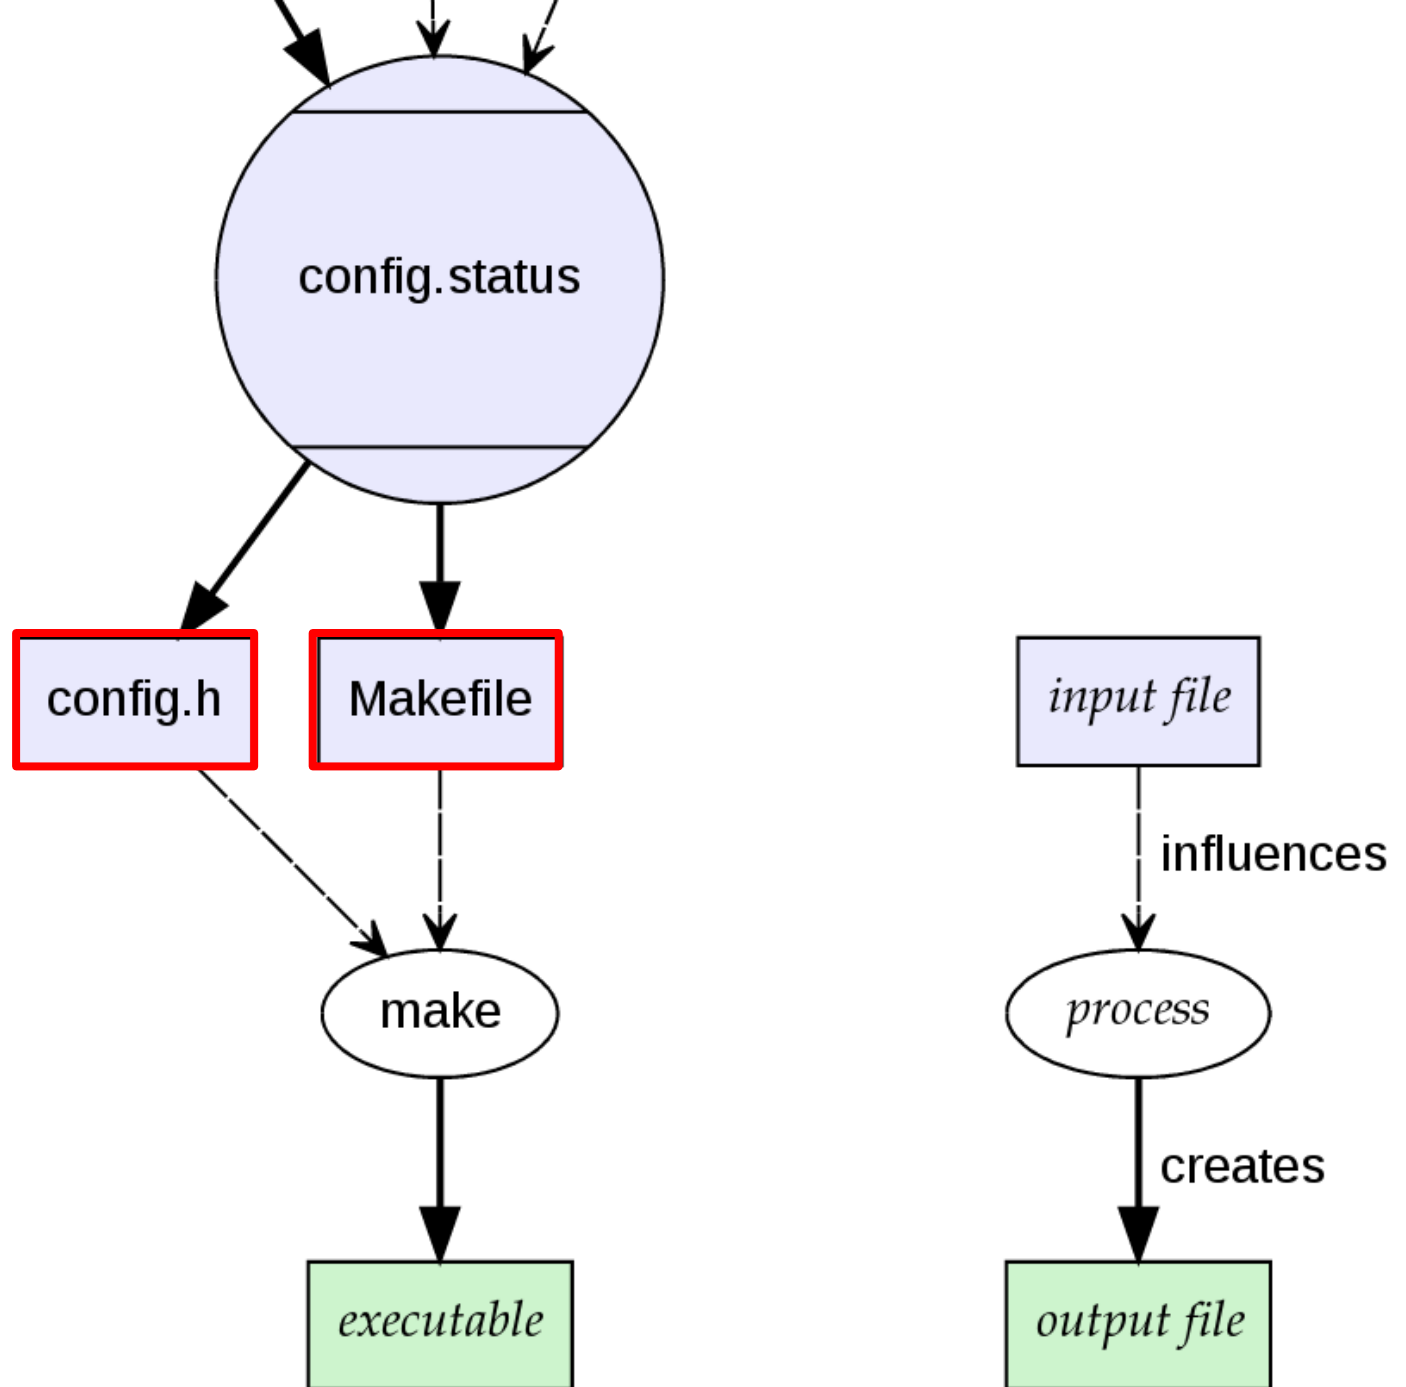 config.status
config.h
Makefile
input file
influences
make
process
creates
executable
output file